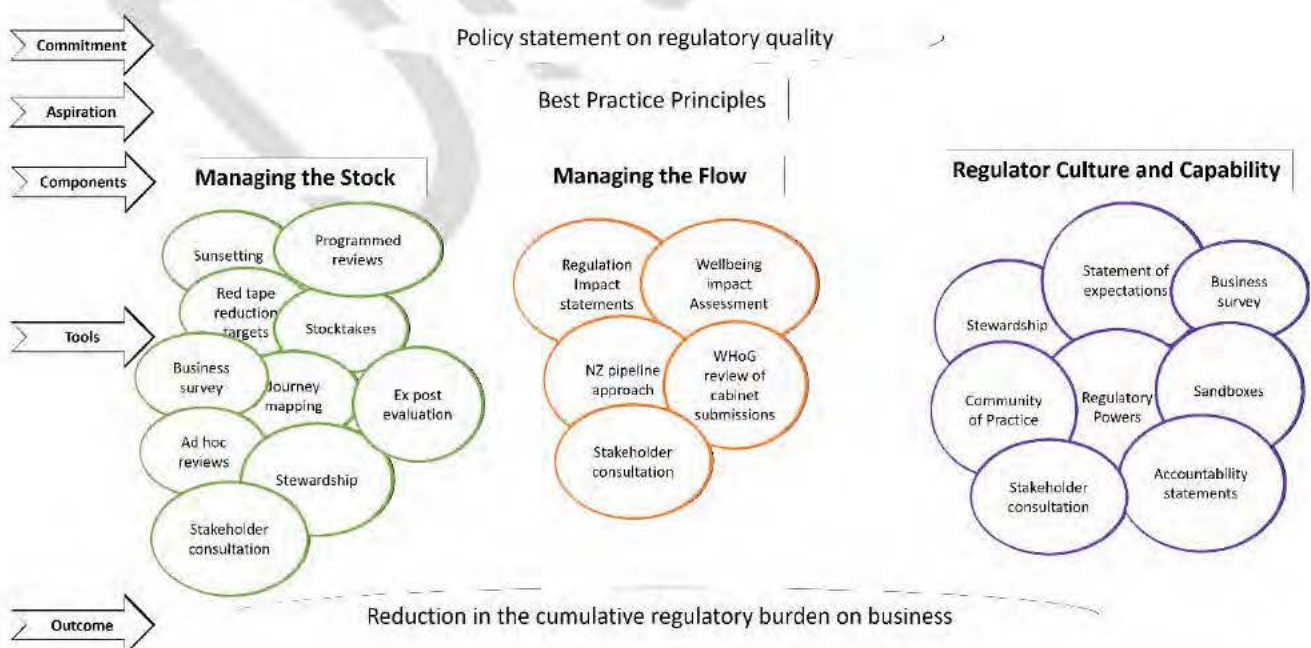 Commitment
Policy statement on regulatory quality
Aspiration
Best Practice Principles
Components
Managing the Stock
Managing the Flow
Regulator Culture and Capability
Tools
Sunsetting
Programmed
reviews
Red tape
reduction
targets
Stocktakes
Business
survey
Journey
mapping
Ex post
evaluation
Ad hoc
reviews
Stewardship
Stakeholder
consultation
Regulation
Impact
statements
Wellbeing
impact
Assessment
NZ pipeline
approach
WHoG
review of
cabinet
submissions
Stakeholder
consultation
Statement of
expectations
Business
survey
Stewardship
Community
of Practice
Regulatory
Powers
Sandboxes
Stakeholder
consultation
Accountability
statements
Outcome
Reduction in the cumulative regulatory burden on business